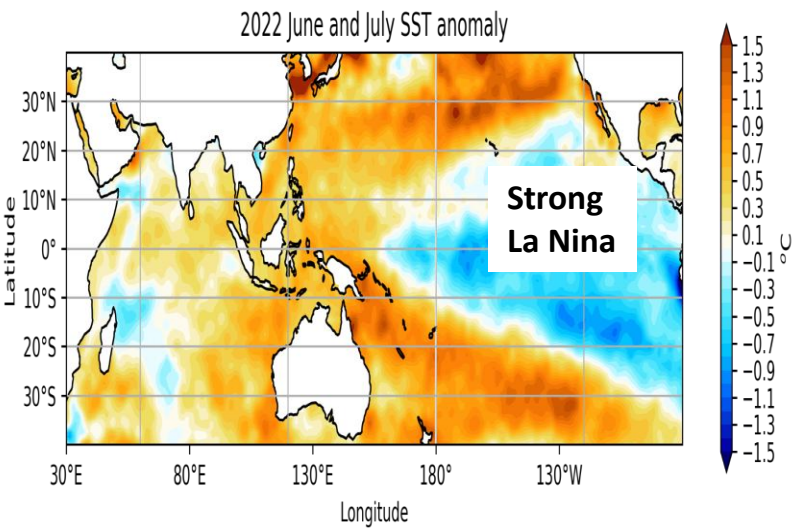 2022 June and July SST anomaly
30°N
20°N
10°N
0°
10°S
20°S
30°S
Latitude
Strong
La Nina
30°E
80°E
130°E
180°
130°W
Longitude
1.5
1.3
1.1
0.9
0.7
0.5
0.3
0.1
−0.1
−0.3
−0.5
−0.7
−0.9
−1.1
−1.3
−1.5
°C